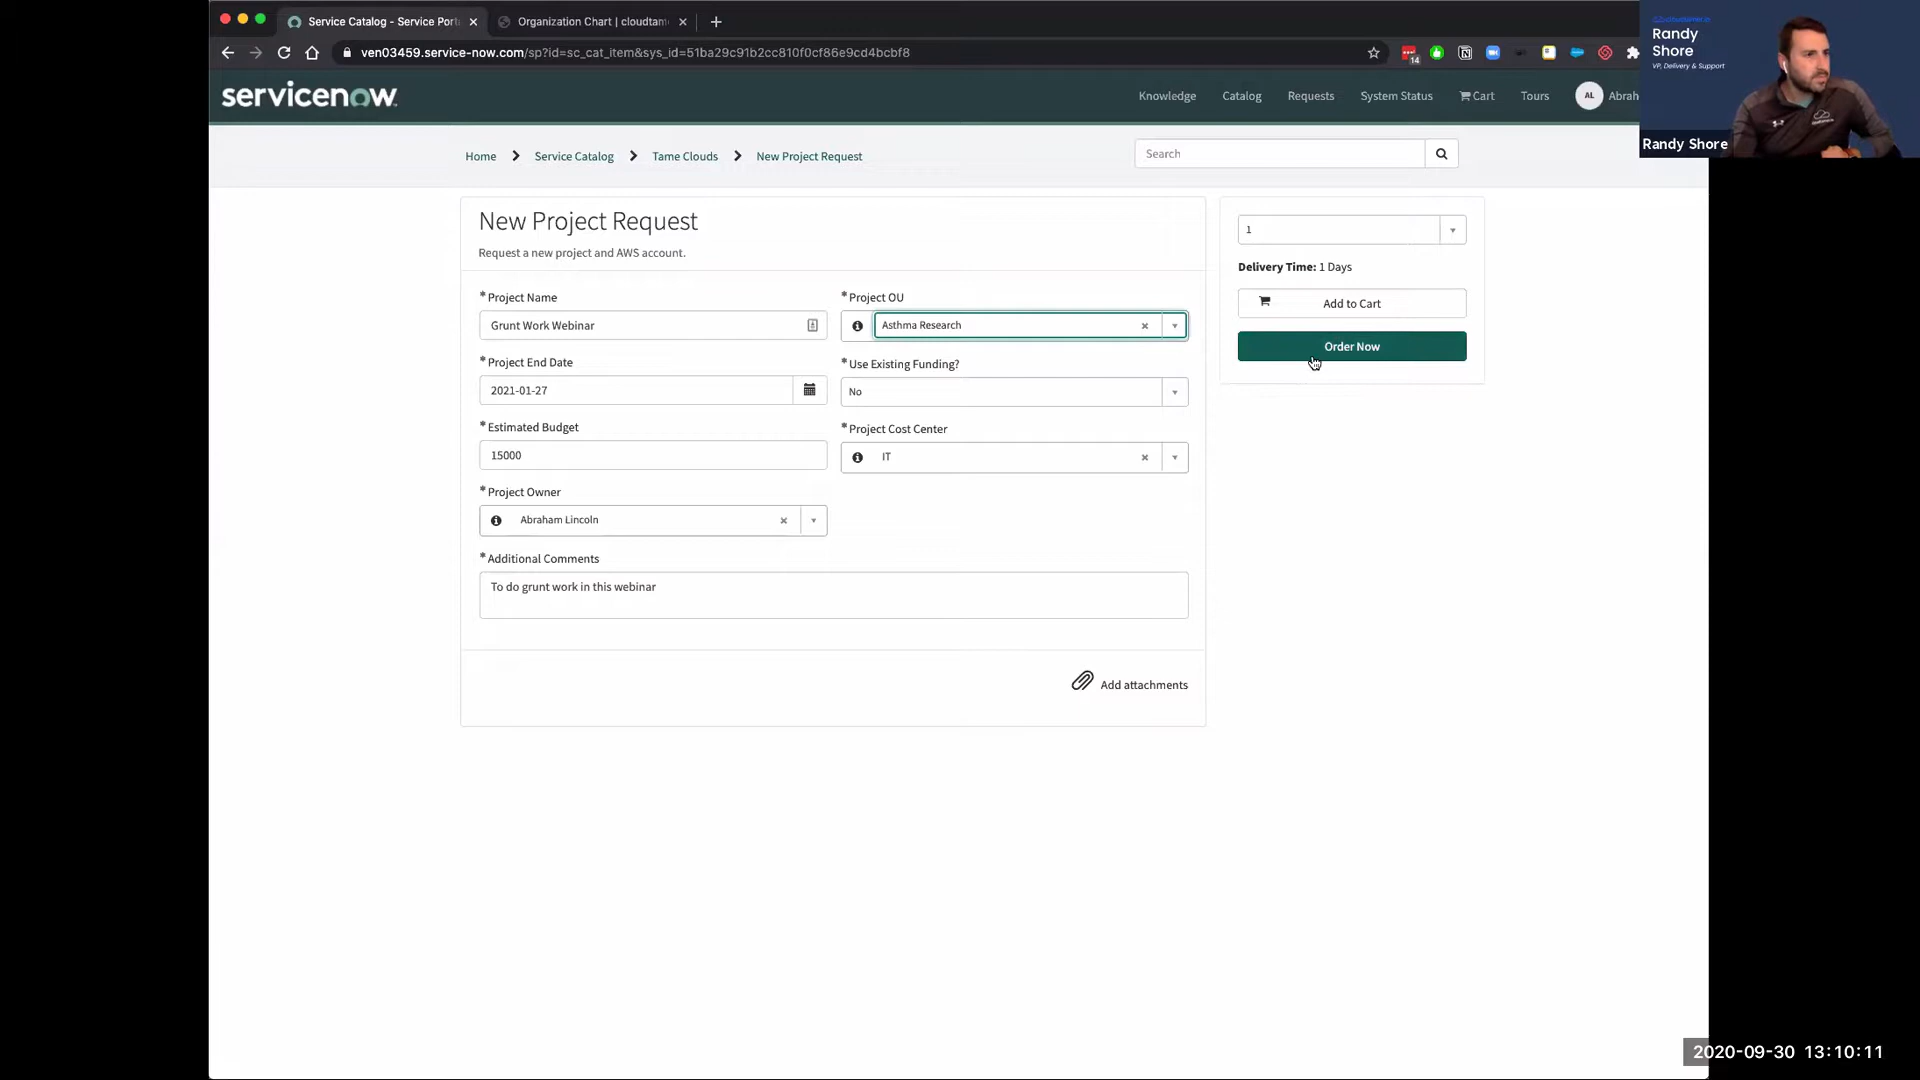 Service Catalog - Service Port
Organization Chart | cloudtam
ven03459.service-now.com/sp?id=sc_cat_item&sys_id=51ba29c91b2cc810f0cf86e9cd4bcbf8
14
Randy
Shore
VP, Delivery & Support
Randy Shore
servicenow
Knowledge
Catalog
Requests
System Status
Cart
Tours
AL
Abrah
Home
Service Catalog
Tame Clouds
New Project Request
Search
New Project Request
Request a new project and AWS account.
* Project Name
Grunt Work Webinar
* Project OU
Asthma Research
* Project End Date
2021-01-27
* Use Existing Funding?
No
* Estimated Budget
15000
* Project Cost Center
IT
* Project Owner
Abraham Lincoln
* Additional Comments
To do grunt work in this webinar
Add attachments
1
Delivery Time: 1 Days
Add to Cart
Order Now
2020-09-30 13:10:11